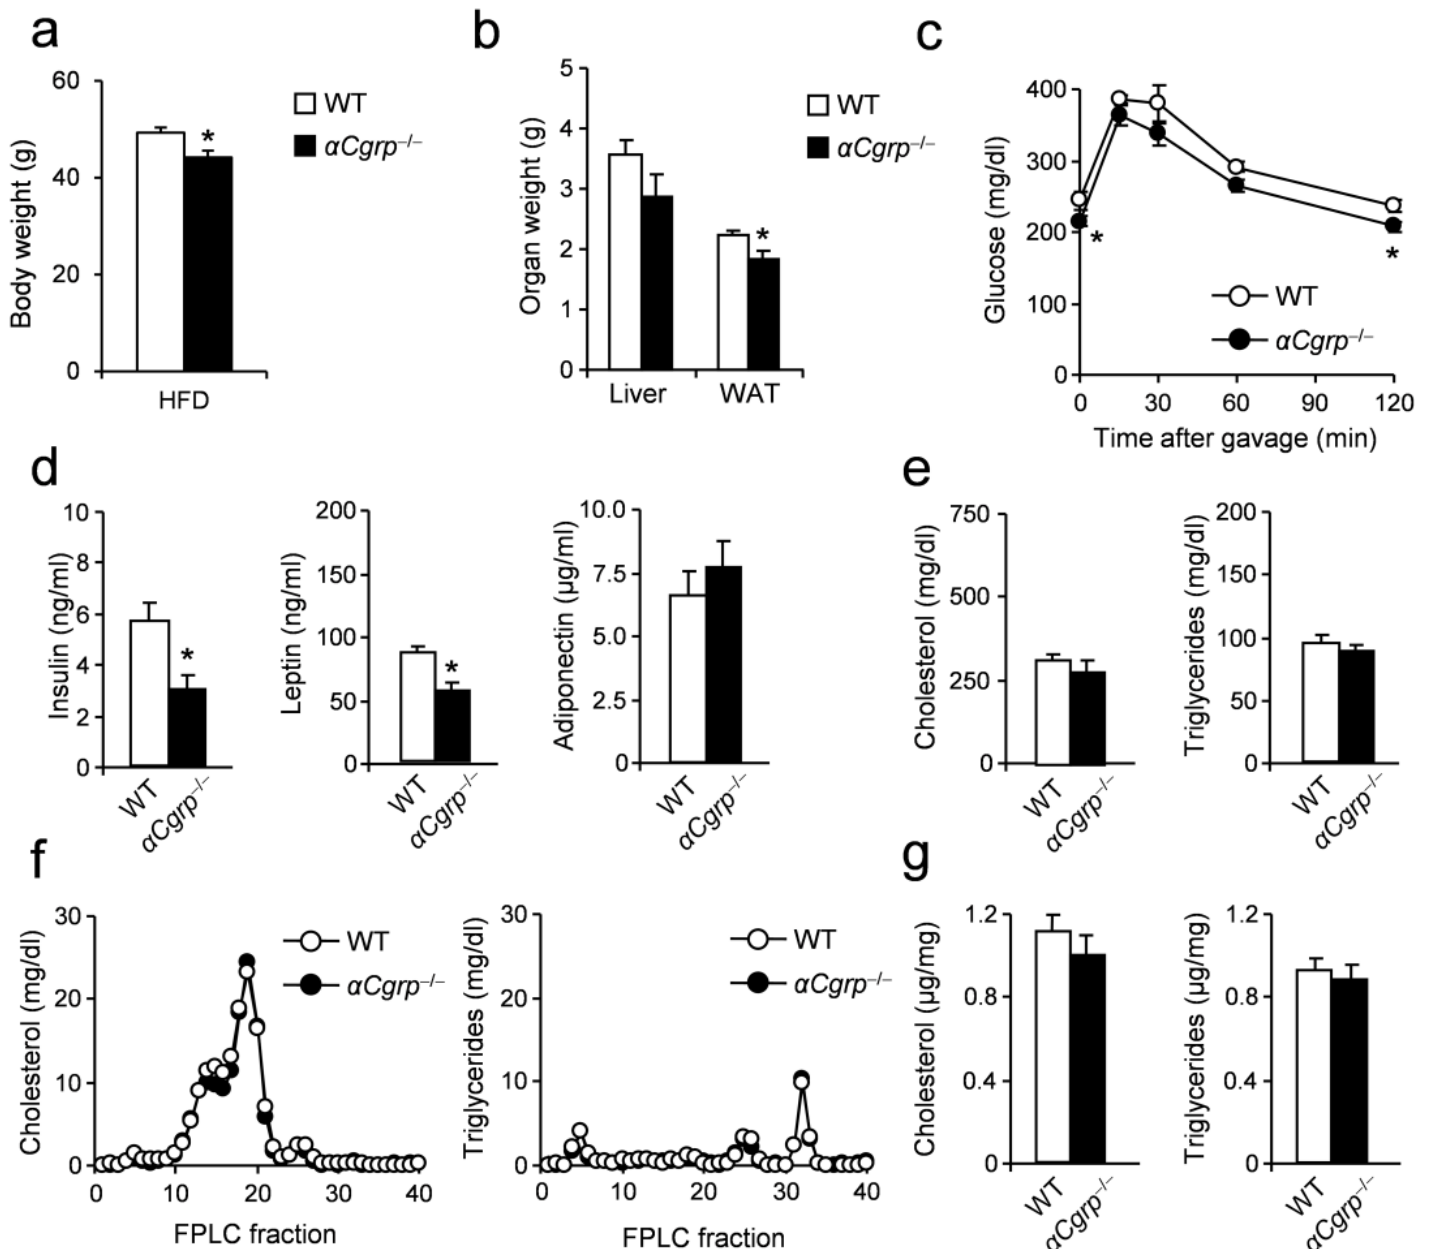 a
60
40
20
0
Body weight (g)
*
HFD
WT
αCgrp–/–
b
5
4
3
2
1
0
Organ weight (g)
*
Liver WAT
WT
αCgrp–/–
c
400
300
200
100
0
Glucose (mg/dl)
*
*
WT
αCgrp–/–
0 30 60 90 120
Time after gavage (min)
d
10
8
6
4
2
0
Insulin (ng/ml)
*
WT
αCgrp–/–
200
150
100
50
0
Leptin (ng/ml)
*
WT
αCgrp–/–
10.0
7.5
5.0
2.5
0
Adiponectin (µg/ml)
WT
αCgrp–/–
e
750
500
250
0
Cholesterol (mg/dl)
WT
αCgrp–/–
200
150
100
50
0
Triglycerides (mg/dl)
WT
αCgrp–/–
f
30
20
10
0
Cholesterol (mg/dl)
WT
αCgrp–/–
0 10 20 30 40
FPLC fraction
30
20
10
0
Triglycerides (mg/dl)
WT
αCgrp–/–
0 10 20 30 40
FPLC fraction
g
1.2
0.8
0.4
0
Cholesterol (µg/mg)
WT
αCgrp–/–
1.2
0.8
0.4
0
Triglycerides (µg/mg)
WT
αCgrp–/–